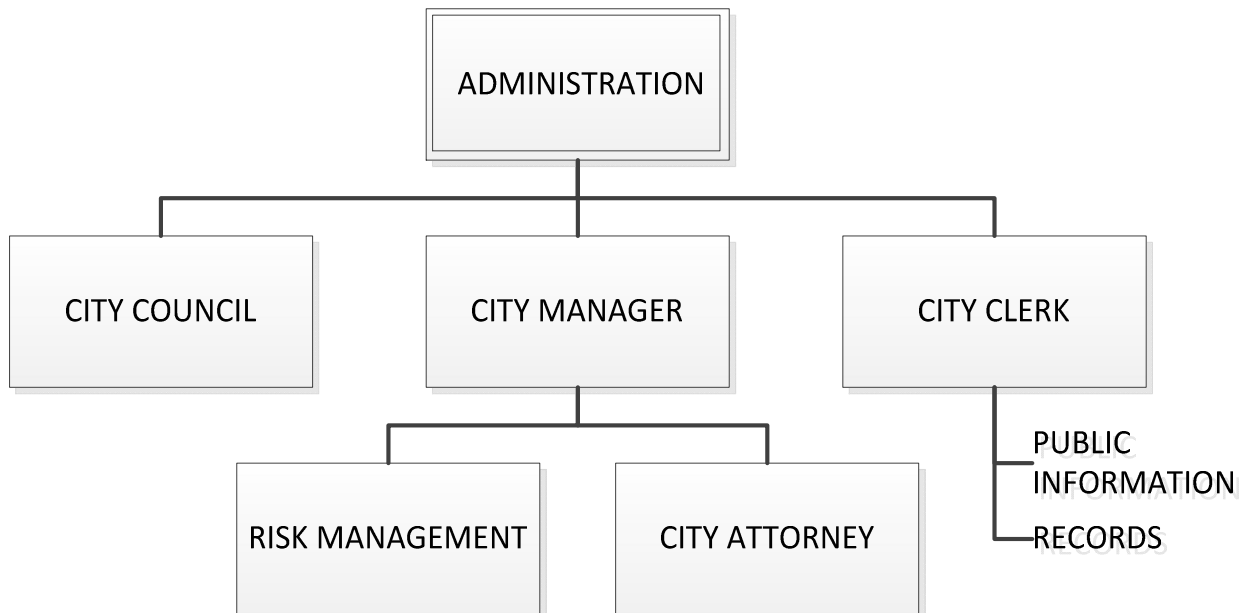 ADMINISTRATION
CITY COUNCIL
CITY MANAGER
CITY CLERK
PUBLIC
INFORMATION
RECORDS
RISK MANAGEMENT
CITY ATTORNEY